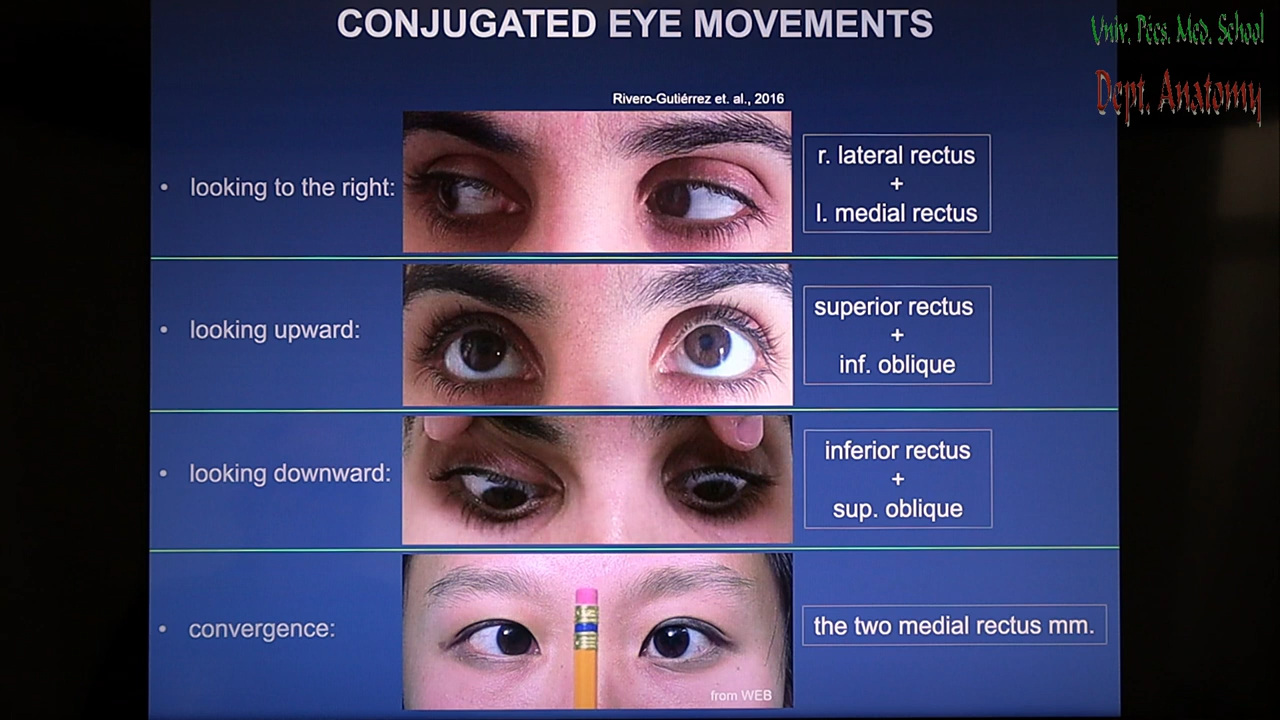 CONJUGATED EYE MOVEMENTS
Univ. Pécs. Med. School
Dept. Anatomy
Rivero-Gutiérrez et. al., 2016
• looking to the right:
r. lateral rectus
+
l. medial rectus
• looking upward:
superior rectus
+
inf. oblique
• looking downward:
inferior rectus
+
sup. oblique
• convergence:
the two medial rectus mm.
from WEB